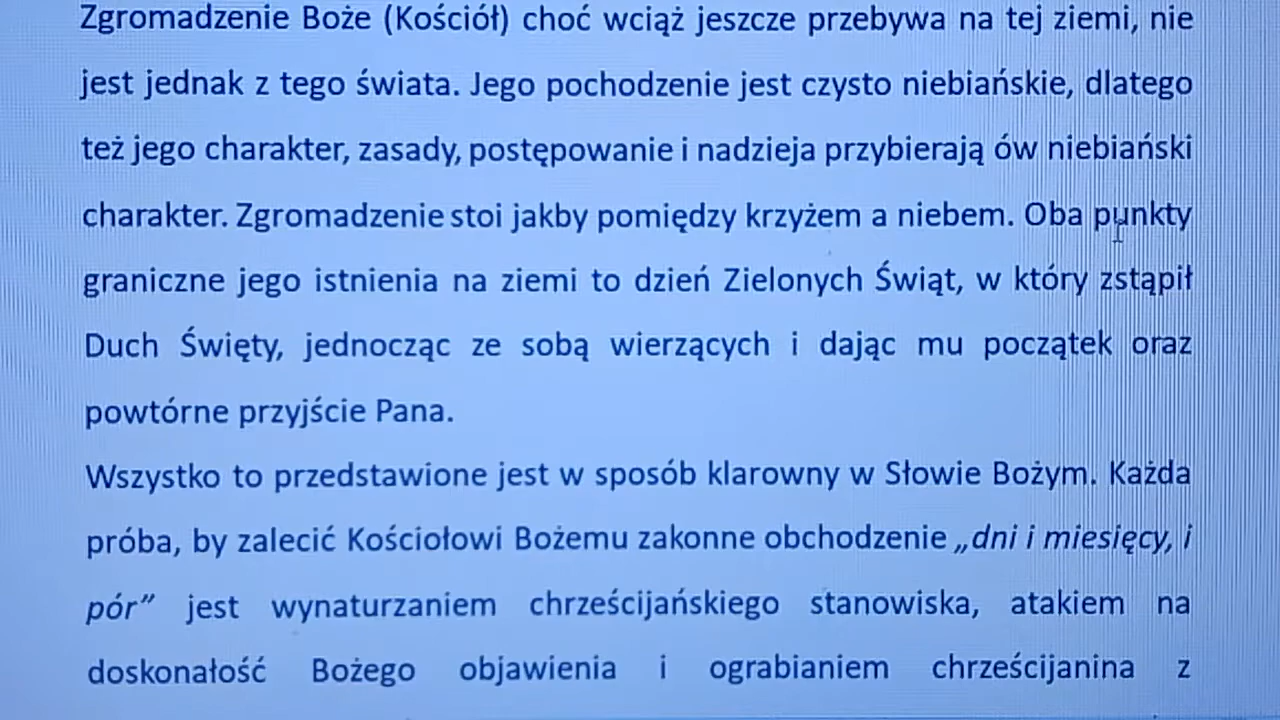 Zgromadzenie Boże (Kościół) choć wciąż jeszcze przebywa na tej ziemi, nie
jest jednak z tego świata. Jego pochodzenie jest czysto niebiańskie, dlatego
też jego charakter, zasady, postępowanie i nadzieja przybierają ów niebiański
charakter. Zgromadzenie stoi jakby pomiędzy krzyżem a niebem. Oba punkty
graniczne jego istnienia na ziemi to dzień Zielonych Świąt, w który zstąpił
Duch Święty, jednocząc ze sobą wierzących i dając mu początek oraz
powtórne przyjście Pana.
Wszystko to przedstawione jest w sposób klarowny w Słowie Bożym. Każda
próba, by zalecić Kościołowi Bożemu zakonne obchodzenie „dni i miesięcy, i
pór” jest wynaturzaniem chrześcijańskiego stanowiska, atakiem na
doskonałość Bożego objawienia i ograbianiem chrześcijanina z